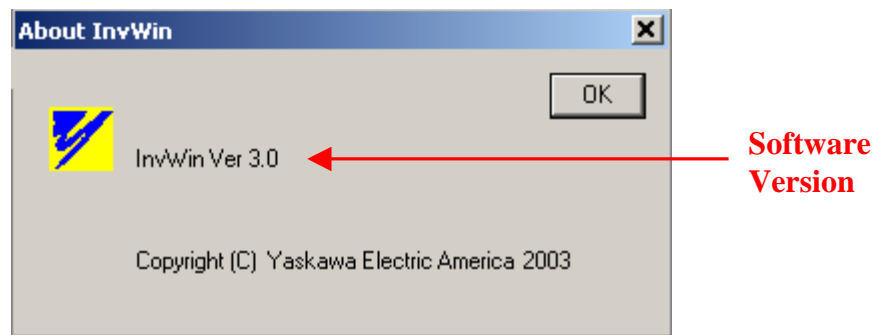 About InvWin
OK
InvWin Ver 3.0
Software
Version
Copyright (C) Yaskawa Electric America 2003